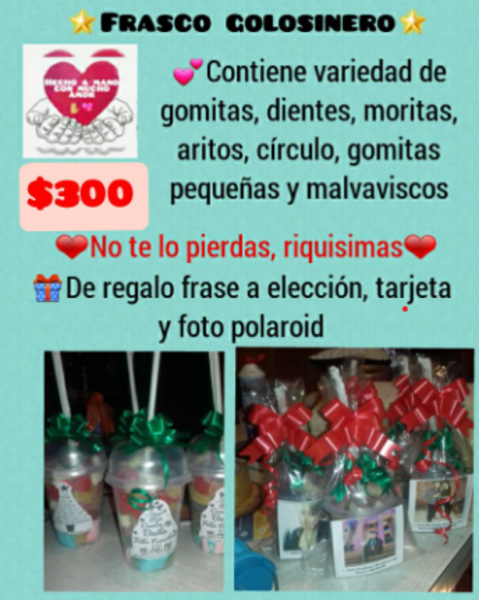 ⭐FRASCO GOLOSINERO⭐
HECHO A MANO
CON MUCHO
AMOR
$300
💕Contiene variedad de
gomitas, dientes, moritas,
aritos, círculo, gomitas
pequeñas y malvaviscos
❤No te lo pierdas, riquisimas❤
🎁De regalo frase a elección, tarjeta
y foto polaroid